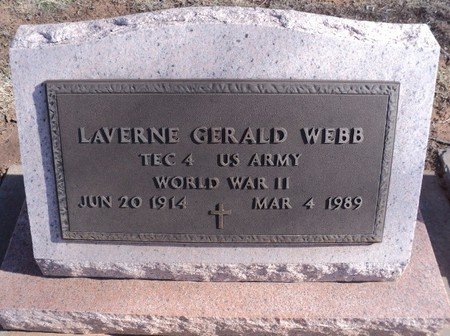 LAVERNE GERALD WEBB
TEC 4 US ARMY
WORLD WAR II
JUN 20 1914 MAR 4 1989